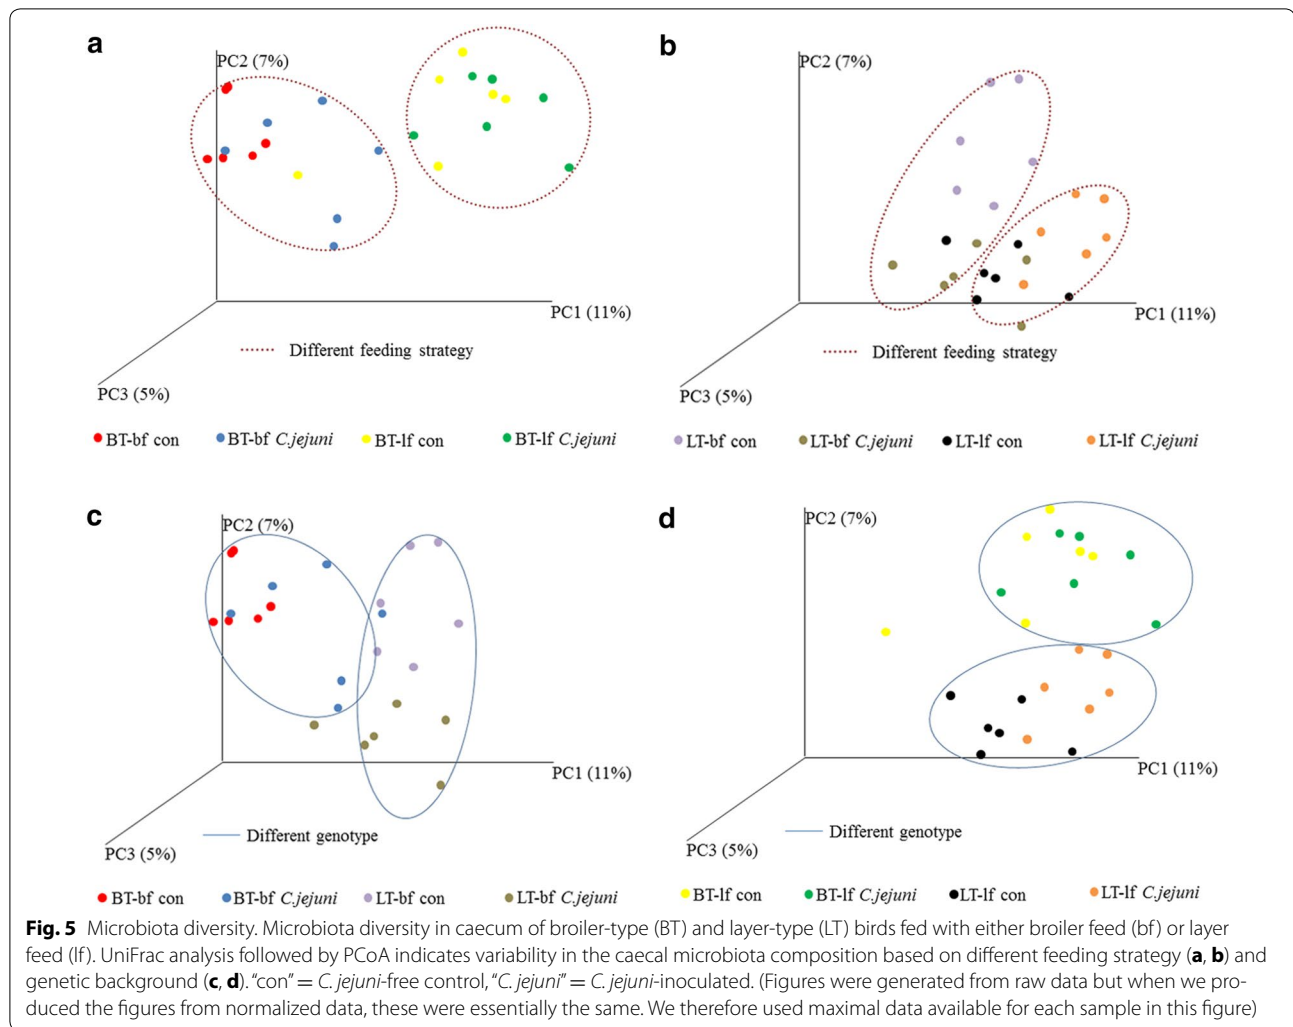 a
PC2 (7%)
PC1 (11%)
Different feeding strategy
PC3 (5%)
BT-bf con BT-bf C.jejuni BT-lf con BT-lf C.jejuni
b
PC2 (7%)
PC1 (11%)
Different feeding strategy
PC3 (5%)
LT-bf con LT-bf C.jejuni LT-lf con LT-lf C.jejuni
c
PC2 (7%)
PC1 (11%)
Different genotype
PC3 (5%)
BT-bf con BT-bf C.jejuni LT-bf con LT-bf C.jejuni
d
PC2 (7%)
PC1 (11%)
Different genotype
PC3 (5%)
BT-lf con BT-lf C.jejuni LT-lf con LT-lf C.jejuni
Fig. 5 Microbiota diversity. Microbiota diversity in caecum of broiler-type (BT) and layer-type (LT) birds fed with either broiler feed (bf) or layer
feed (lf). UniFrac analysis followed by PCoA indicates variability in the caecal microbiota composition based on different feeding strategy (a, b) and
genetic background (c, d). “con” = C. jejuni-free control, “C. jejuni” = C. jejuni-inoculated. (Figures were generated from raw data but when we pro-
duced the figures from normalized data, these were essentially the same. We therefore used maximal data available for each sample in this figure)